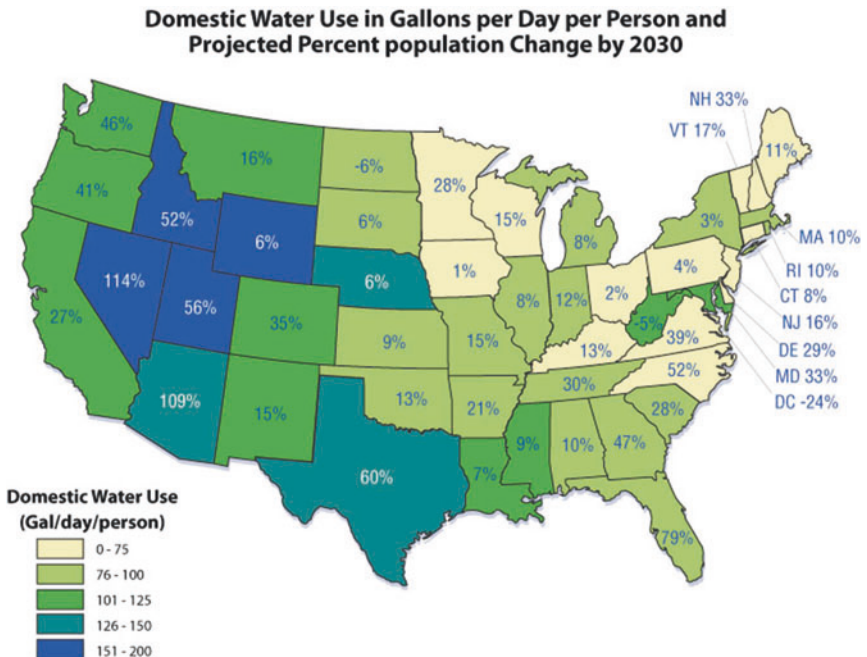 Domestic Water Use in Gallons per Day per Person and
Projected Percent population Change by 2030
NH 33%
VT 17%
46%
16%
-6%
28%
11%
41%
52%
6%
6%
15%
8%
3%
MA 10%
RI 10%
CT 8%
NJ 16%
DE 29%
MD 33%
DC -24%
114%
56%
6%
1%
8%
12%
2%
4%
27%
35%
9%
15%
13%
-5%
39%
52%
109%
15%
13%
21%
30%
28%
60%
7%
9%
10%
47%
79%
Domestic Water Use
(Gal/day/person)
0 - 75
76 - 100
101 - 125
126 - 150
151 - 200